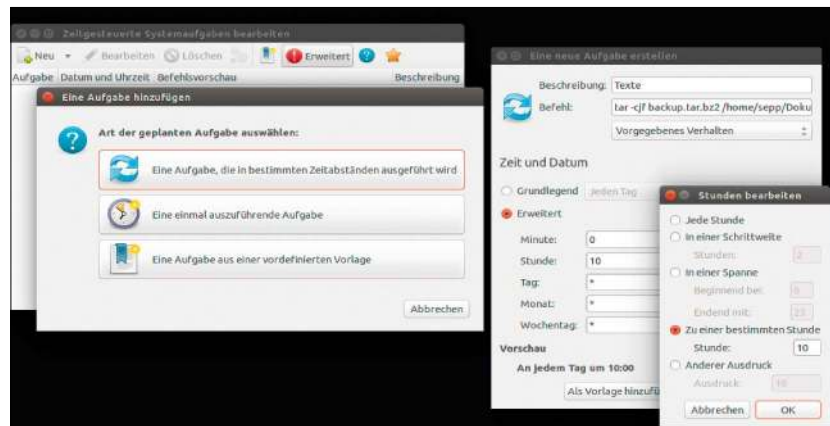 Zeitgesteuerte Systemaufgaben bearbeiten
Neu Bearbeiten Löschen Erweitert
Aufgabe Datum und Uhrzeit Befehlsvorschau Beschreibung
Eine Aufgabe hinzufügen
Art der geplanten Aufgabe auswählen:
Eine Aufgabe, die in bestimmten Zeitabständen ausgeführt wird
Eine einmal auszuführende Aufgabe
Eine Aufgabe aus einer vordefinierten Vorlage
Abbrechen
Eine neue Aufgabe erstellen
Beschreibung: Texte
Befehl: tar -cjf backup.tar.bz2 /home/sepp/Doku
Vorgegebenes Verhalten
Zeit und Datum
Grundlegend Jeden Tag
Erweitert
Minute: 0
Stunde: 10
Tag: *
Monat: *
Wochentag: *
Vorschau
An jedem Tag um 10:00
Als Vorlage hinzufü
Stunden bearbeiten
Jede Stunde
In einer Schrittweite
Stunden: 2
In einer Spanne
Beginnend bei: 0
Endend mit: 23
Zu einer bestimmten Stunde
Stunde: 10
Anderer Ausdruck
Ausdruck: 10
Abbrechen OK